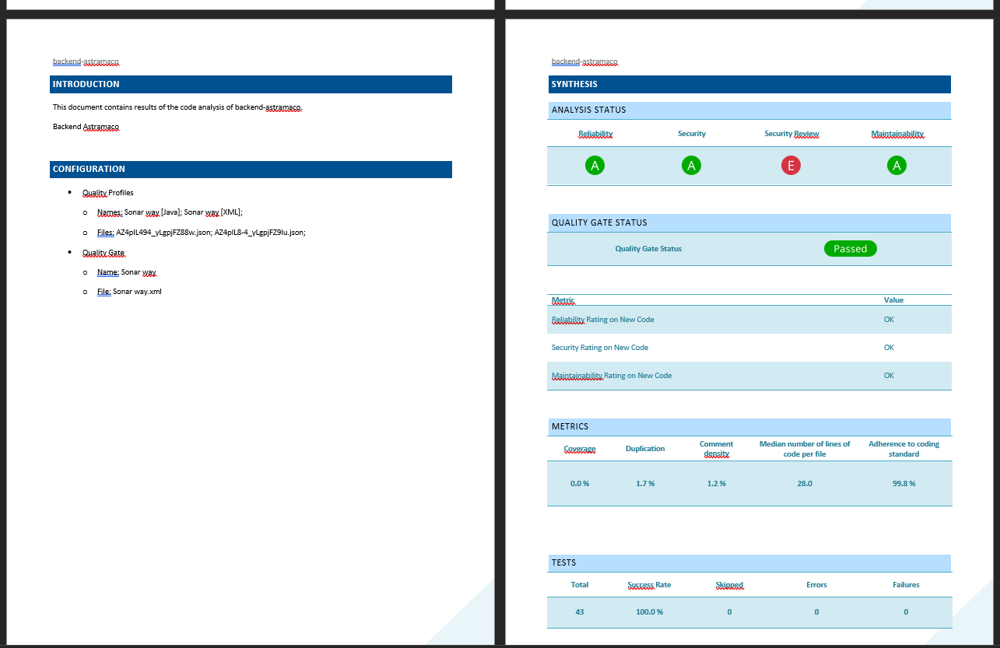 backend-astramaco
INTRODUCTION
This document contains results of the code analysis of backend-astramaco.
Backend Astramaco
CONFIGURATION
• Quality Profiles
o Names: Sonar way [Java]; Sonar way [XML];
o Files: AZ4pIL494_yLgpjFZ88w.json; AZ4pIL8-4_yLgpjFZ9Iu.json;
• Quality Gate
o Name: Sonar way
o File: Sonar way.xml
backend-astramaco
SYNTHESIS
ANALYSIS STATUS
Reliability Security Security Review Maintainability
A A E A
QUALITY GATE STATUS
Quality Gate Status Passed
Metric Value
Reliability Rating on New Code OK
Security Rating on New Code OK
Maintainability Rating on New Code OK
METRICS
Coverage Duplication Comment density Median number of lines of code per file Adherence to coding standard
0.0 % 1.7 % 1.2 % 28.0 99.8 %
TESTS
Total Success Rate Skipped Errors Failures
43 100.0 % 0 0 0